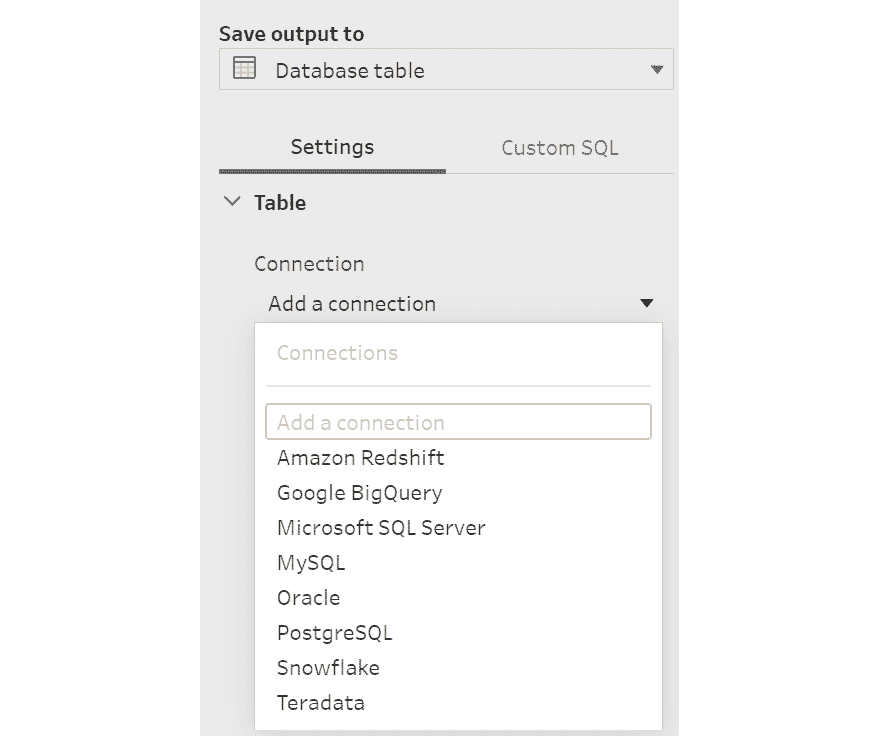 Save output to
Database table
Settings
Custom SQL
Table
Connection
Add a connection
Connections
Add a connection
Amazon Redshift
Google BigQuery
Microsoft SQL Server
MySQL
Oracle
PostgreSQL
Snowflake
Teradata